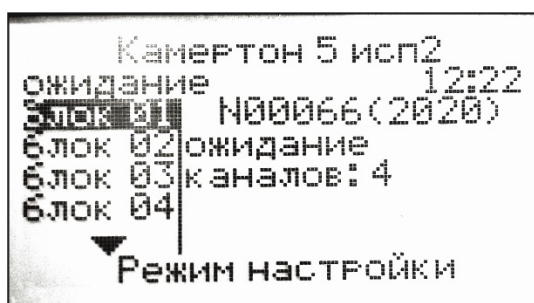 Камертон 5 исп2
ожидание 12:22
блок 01 N00066(2020)
блок 02 ожидание
блок 03 каналов: 4
блок 04
Режим настройки